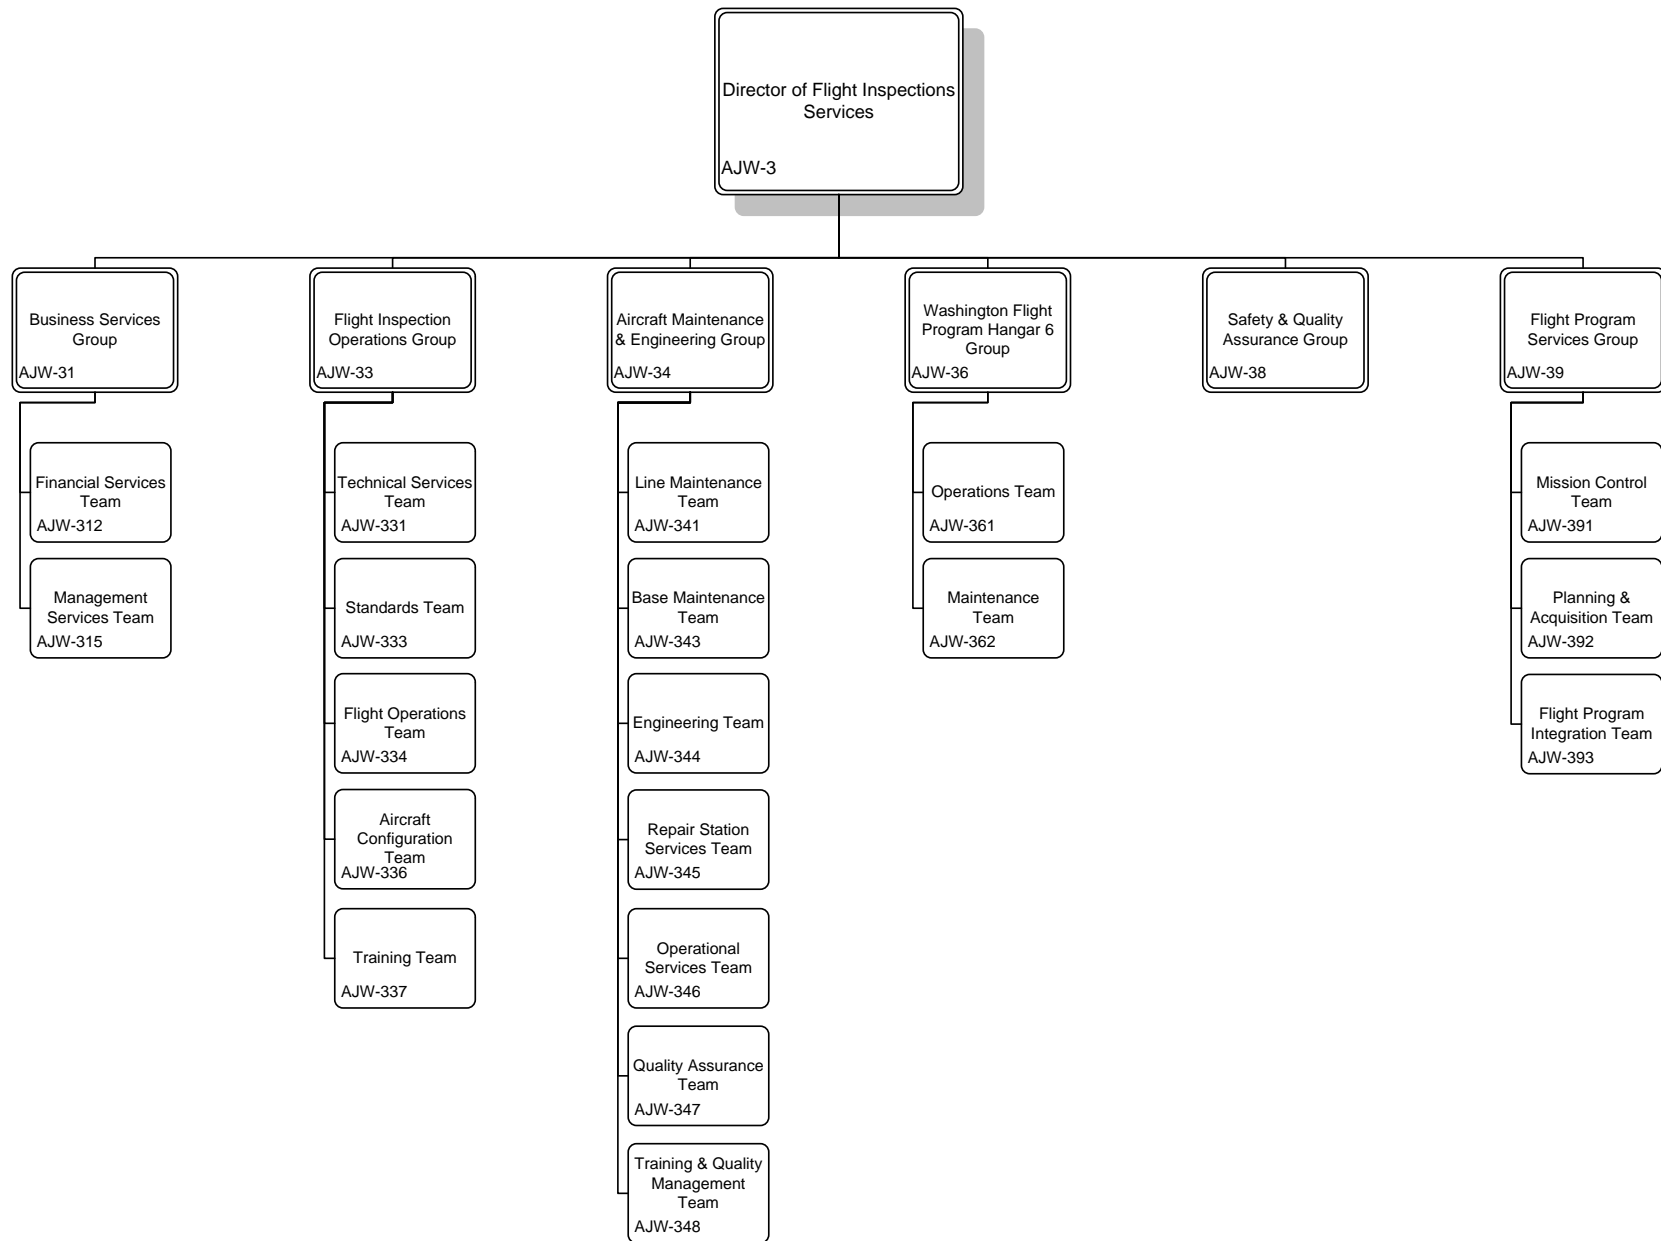 Director of Flight Inspections
Services
AJW-3
Business Services
Group
AJW-31
Flight Inspection
Operations Group
AJW-33
Aircraft Maintenance
& Engineering Group
AJW-34
Washington Flight
Program Hangar 6
Group
AJW-36
Safety & Quality
Assurance Group
AJW-38
Flight Program
Services Group
AJW-39
Financial Services
Team
AJW-312
Management
Services Team
AJW-315
Technical Services
Team
AJW-331
Standards Team
AJW-333
Flight Operations
Team
AJW-334
Aircraft
Configuration
Team
AJW-336
Training Team
AJW-337
Line Maintenance
Team
AJW-341
Base Maintenance
Team
AJW-343
Engineering Team
AJW-344
Repair Station
Services Team
AJW-345
Operational
Services Team
AJW-346
Quality Assurance
Team
AJW-347
Training & Quality
Management
Team
AJW-348
Operations Team
AJW-361
Maintenance
Team
AJW-362
Mission Control
Team
AJW-391
Planning &
Acquisition Team
AJW-392
Flight Program
Integration Team
AJW-393